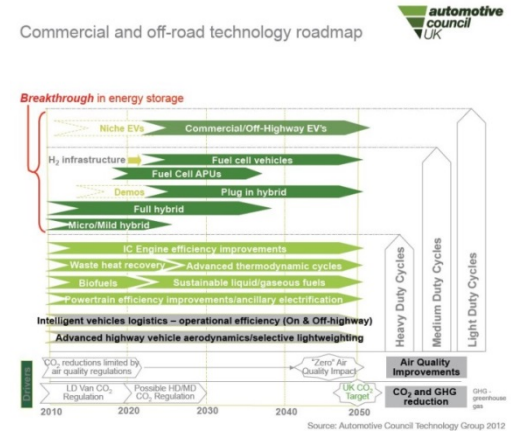 automotive
council
UK
Commercial and off-road technology roadmap
Breakthrough in energy storage
Niche EVs
Commercial/Off-Highway EV's
H₂ infrastructure
Fuel cell vehicles
Fuel Cell APUs
Demos
Plug in hybrid
Full hybrid
Micro/Mild hybrid
IC Engine efficiency improvements
Waste heat recovery
Advanced thermodynamic cycles
Biofuels
Sustainable liquid/gaseous fuels
Powertrain efficiency improvements/ancillary electrification
Intelligent vehicles logistics – operational efficiency (On & Off-highway)
Advanced highway vehicle aerodynamics/selective lightweighting
Heavy Duty Cycles
Medium Duty Cycles
Light Duty Cycles
Drivers
CO₂ reductions limited by
air quality regulations
"Zero" Air
Quality Impact
Air Quality
Improvements
LD Van CO₂
Regulation
Possible HD/MD
CO₂ Regulation
UK CO₂
Target
CO₂ and GHG
reduction
GHG -
greenhouse
gas
2010
2020
2030
2040
2050
Source: Automotive Council Technology Group 2012